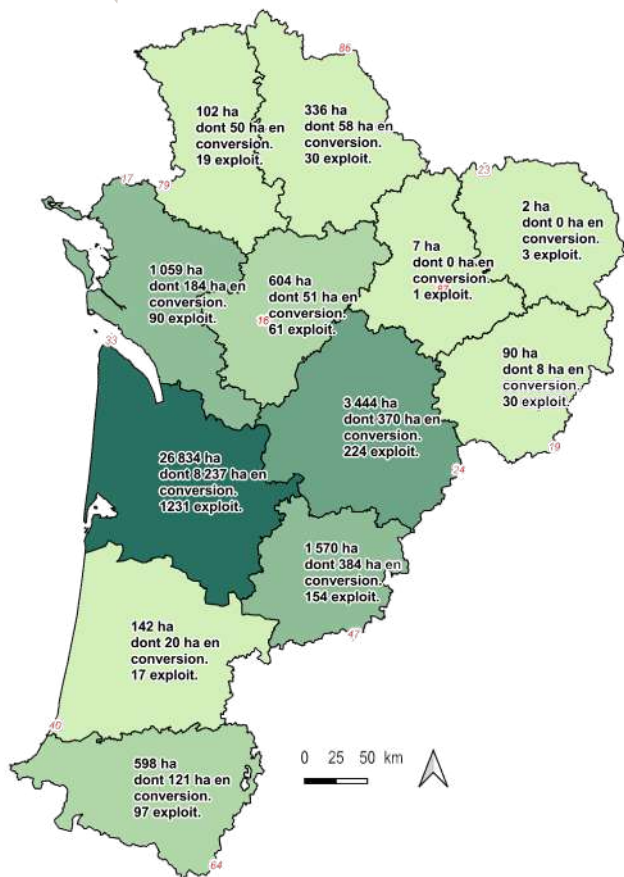 86
102 ha
dont 50 ha en
conversion.
19 exploit.
336 ha
dont 58 ha en
conversion.
30 exploit.
17
79
23
2 ha
dont 0 ha en
conversion.
3 exploit.
7 ha
dont 0 ha en
conversion.
1 exploit.
87
1 059 ha
dont 184 ha en
conversion.
90 exploit.
604 ha
dont 51 ha en
conversion.
61 exploit.
16
33
90 ha
dont 8 ha en
conversion.
30 exploit.
19
3 444 ha
dont 370 ha en
conversion.
224 exploit.
24
26 834 ha
dont 8 237 ha en
conversion.
1231 exploit.
1 570 ha
dont 384 ha en
conversion.
154 exploit.
47
142 ha
dont 20 ha en
conversion.
17 exploit.
40
598 ha
dont 121 ha en
conversion.
97 exploit.
64
0 25 50 km